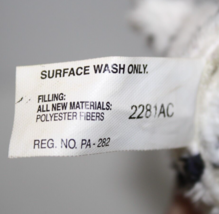 SURFACE WASH ONLY.
FILLING:
ALL NEW MATERIALS:
POLYESTER FIBERS
2281AC
REG. NO. PA-282